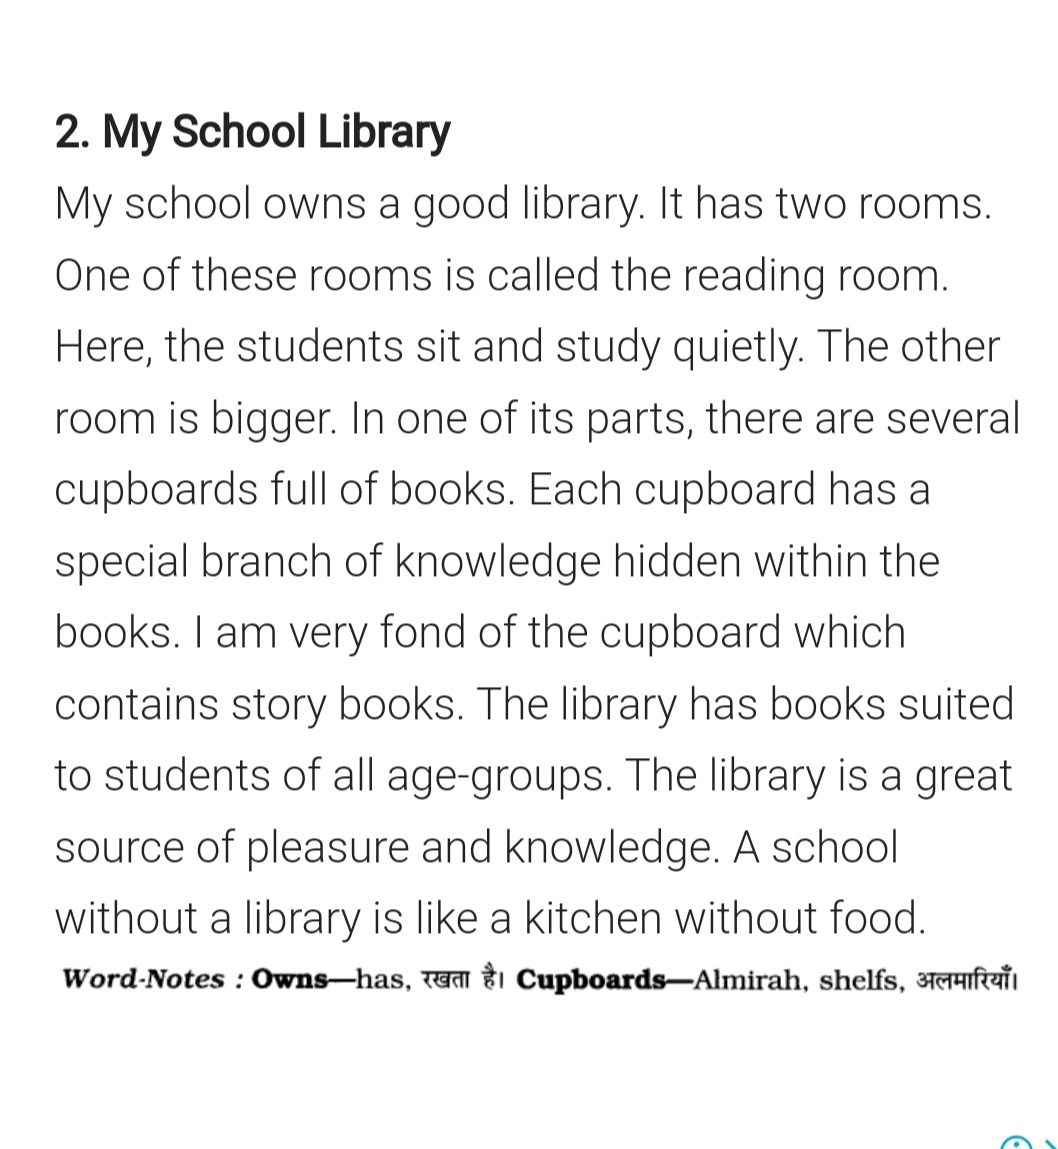 2. My School Library
My school owns a good library. It has two rooms.
One of these rooms is called the reading room.
Here, the students sit and study quietly. The other
room is bigger. In one of its parts, there are several
cupboards full of books. Each cupboard has a
special branch of knowledge hidden within the
books. I am very fond of the cupboard which
contains story books. The library has books suited
to students of all age-groups. The library is a great
source of pleasure and knowledge. A school
without a library is like a kitchen without food.
Word-Notes : Owns—has, रखता है। Cupboards—Almirah, shelfs, अलमारियाँ।